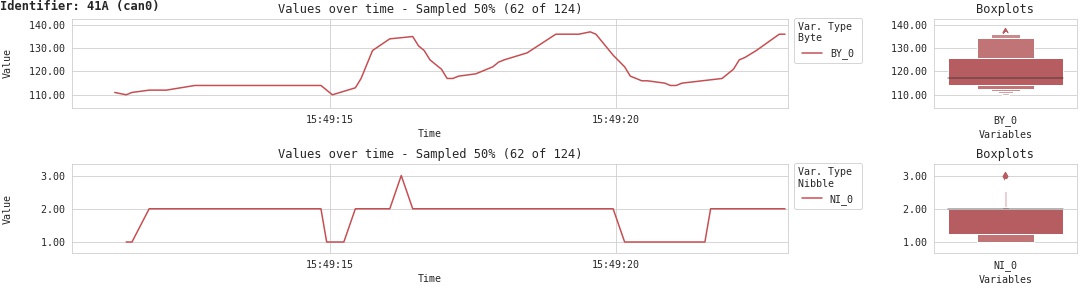 Identifier: 41A (can0)
Values over time - Sampled 50% (62 of 124)
Boxplots
140.00
130.00
120.00
110.00
Value
15:49:15
15:49:20
Time
Var. Type
Byte
BY_0
140.00
130.00
120.00
110.00
BY_0
Variables
Values over time - Sampled 50% (62 of 124)
Boxplots
3.00
2.00
1.00
Value
15:49:15
15:49:20
Time
Var. Type
Nibble
NI_0
3.00
2.00
1.00
NI_0
Variables